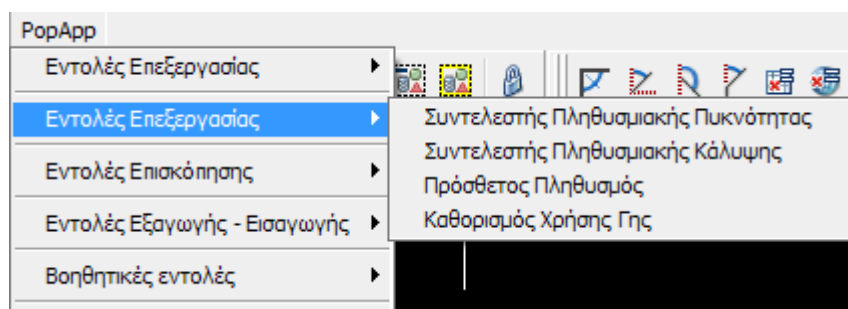 PopApp
Εντολές Επεξεργασίας
Εντολές Επεξεργασίας
Συντελεστής Πληθυσμιακής Πυκνότητας
Συντελεστής Πληθυσμιακής Κάλυψης
Πρόσθετος Πληθυσμός
Καθορισμός Χρήσης Γης
Εντολές Επισκόπησης
Εντολές Εξαγωγής - Εισαγωγής
Βοηθητικές εντολές